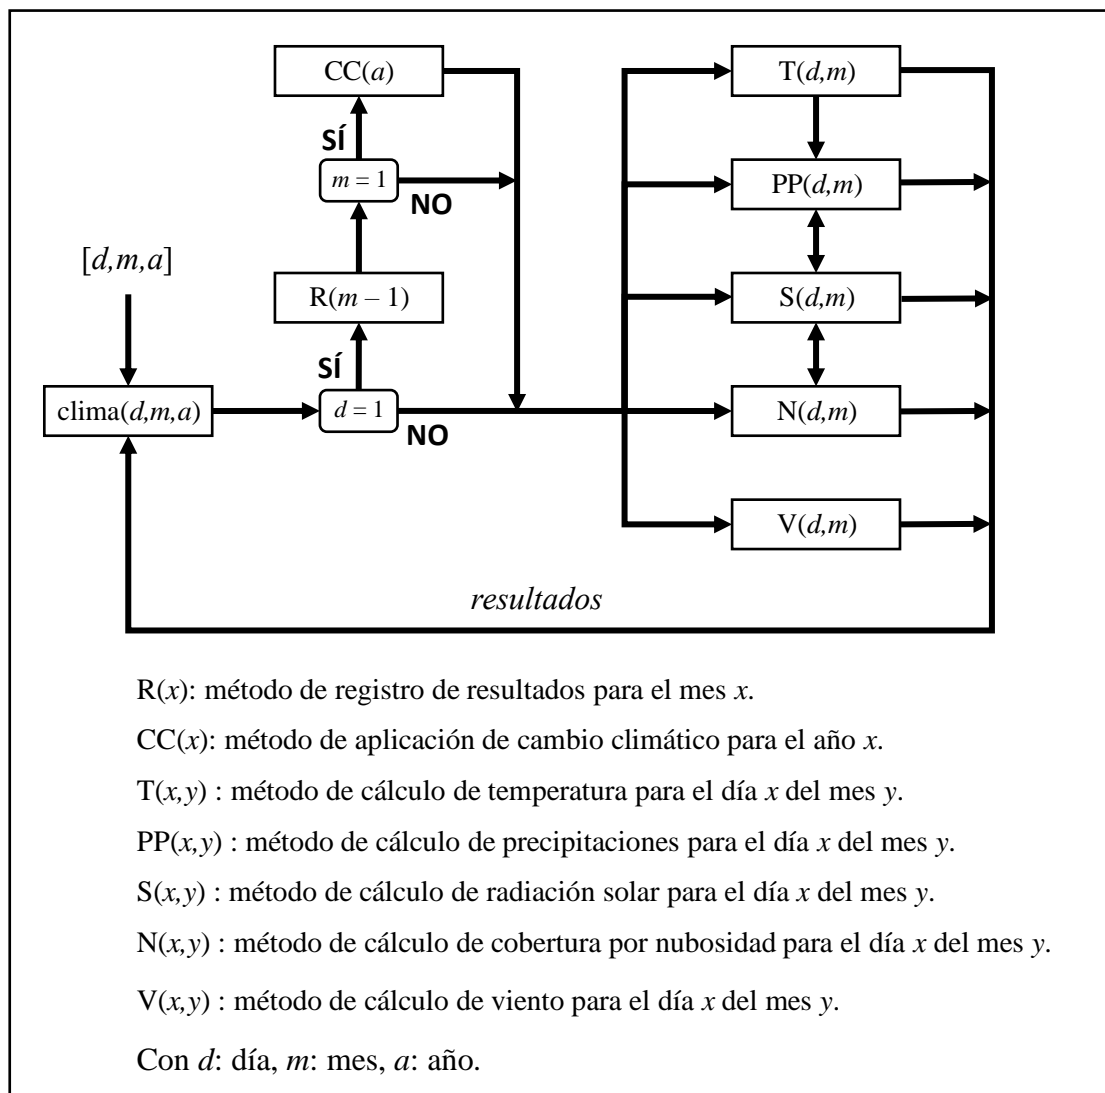 CC(a)
T(d,m)
SÍ
m = 1
NO
PP(d,m)
[d,m,a]
R(m – 1)
S(d,m)
SÍ
clima(d,m,a)
d = 1
NO
N(d,m)
V(d,m)
resultados
R(x): método de registro de resultados para el mes x.
CC(x): método de aplicación de cambio climático para el año x.
T(x,y) : método de cálculo de temperatura para el día x del mes y.
PP(x,y) : método de cálculo de precipitaciones para el día x del mes y.
S(x,y) : método de cálculo de radiación solar para el día x del mes y.
N(x,y) : método de cálculo de cobertura por nubosidad para el día x del mes y.
V(x,y) : método de cálculo de viento para el día x del mes y.
Con d: día, m: mes, a: año.